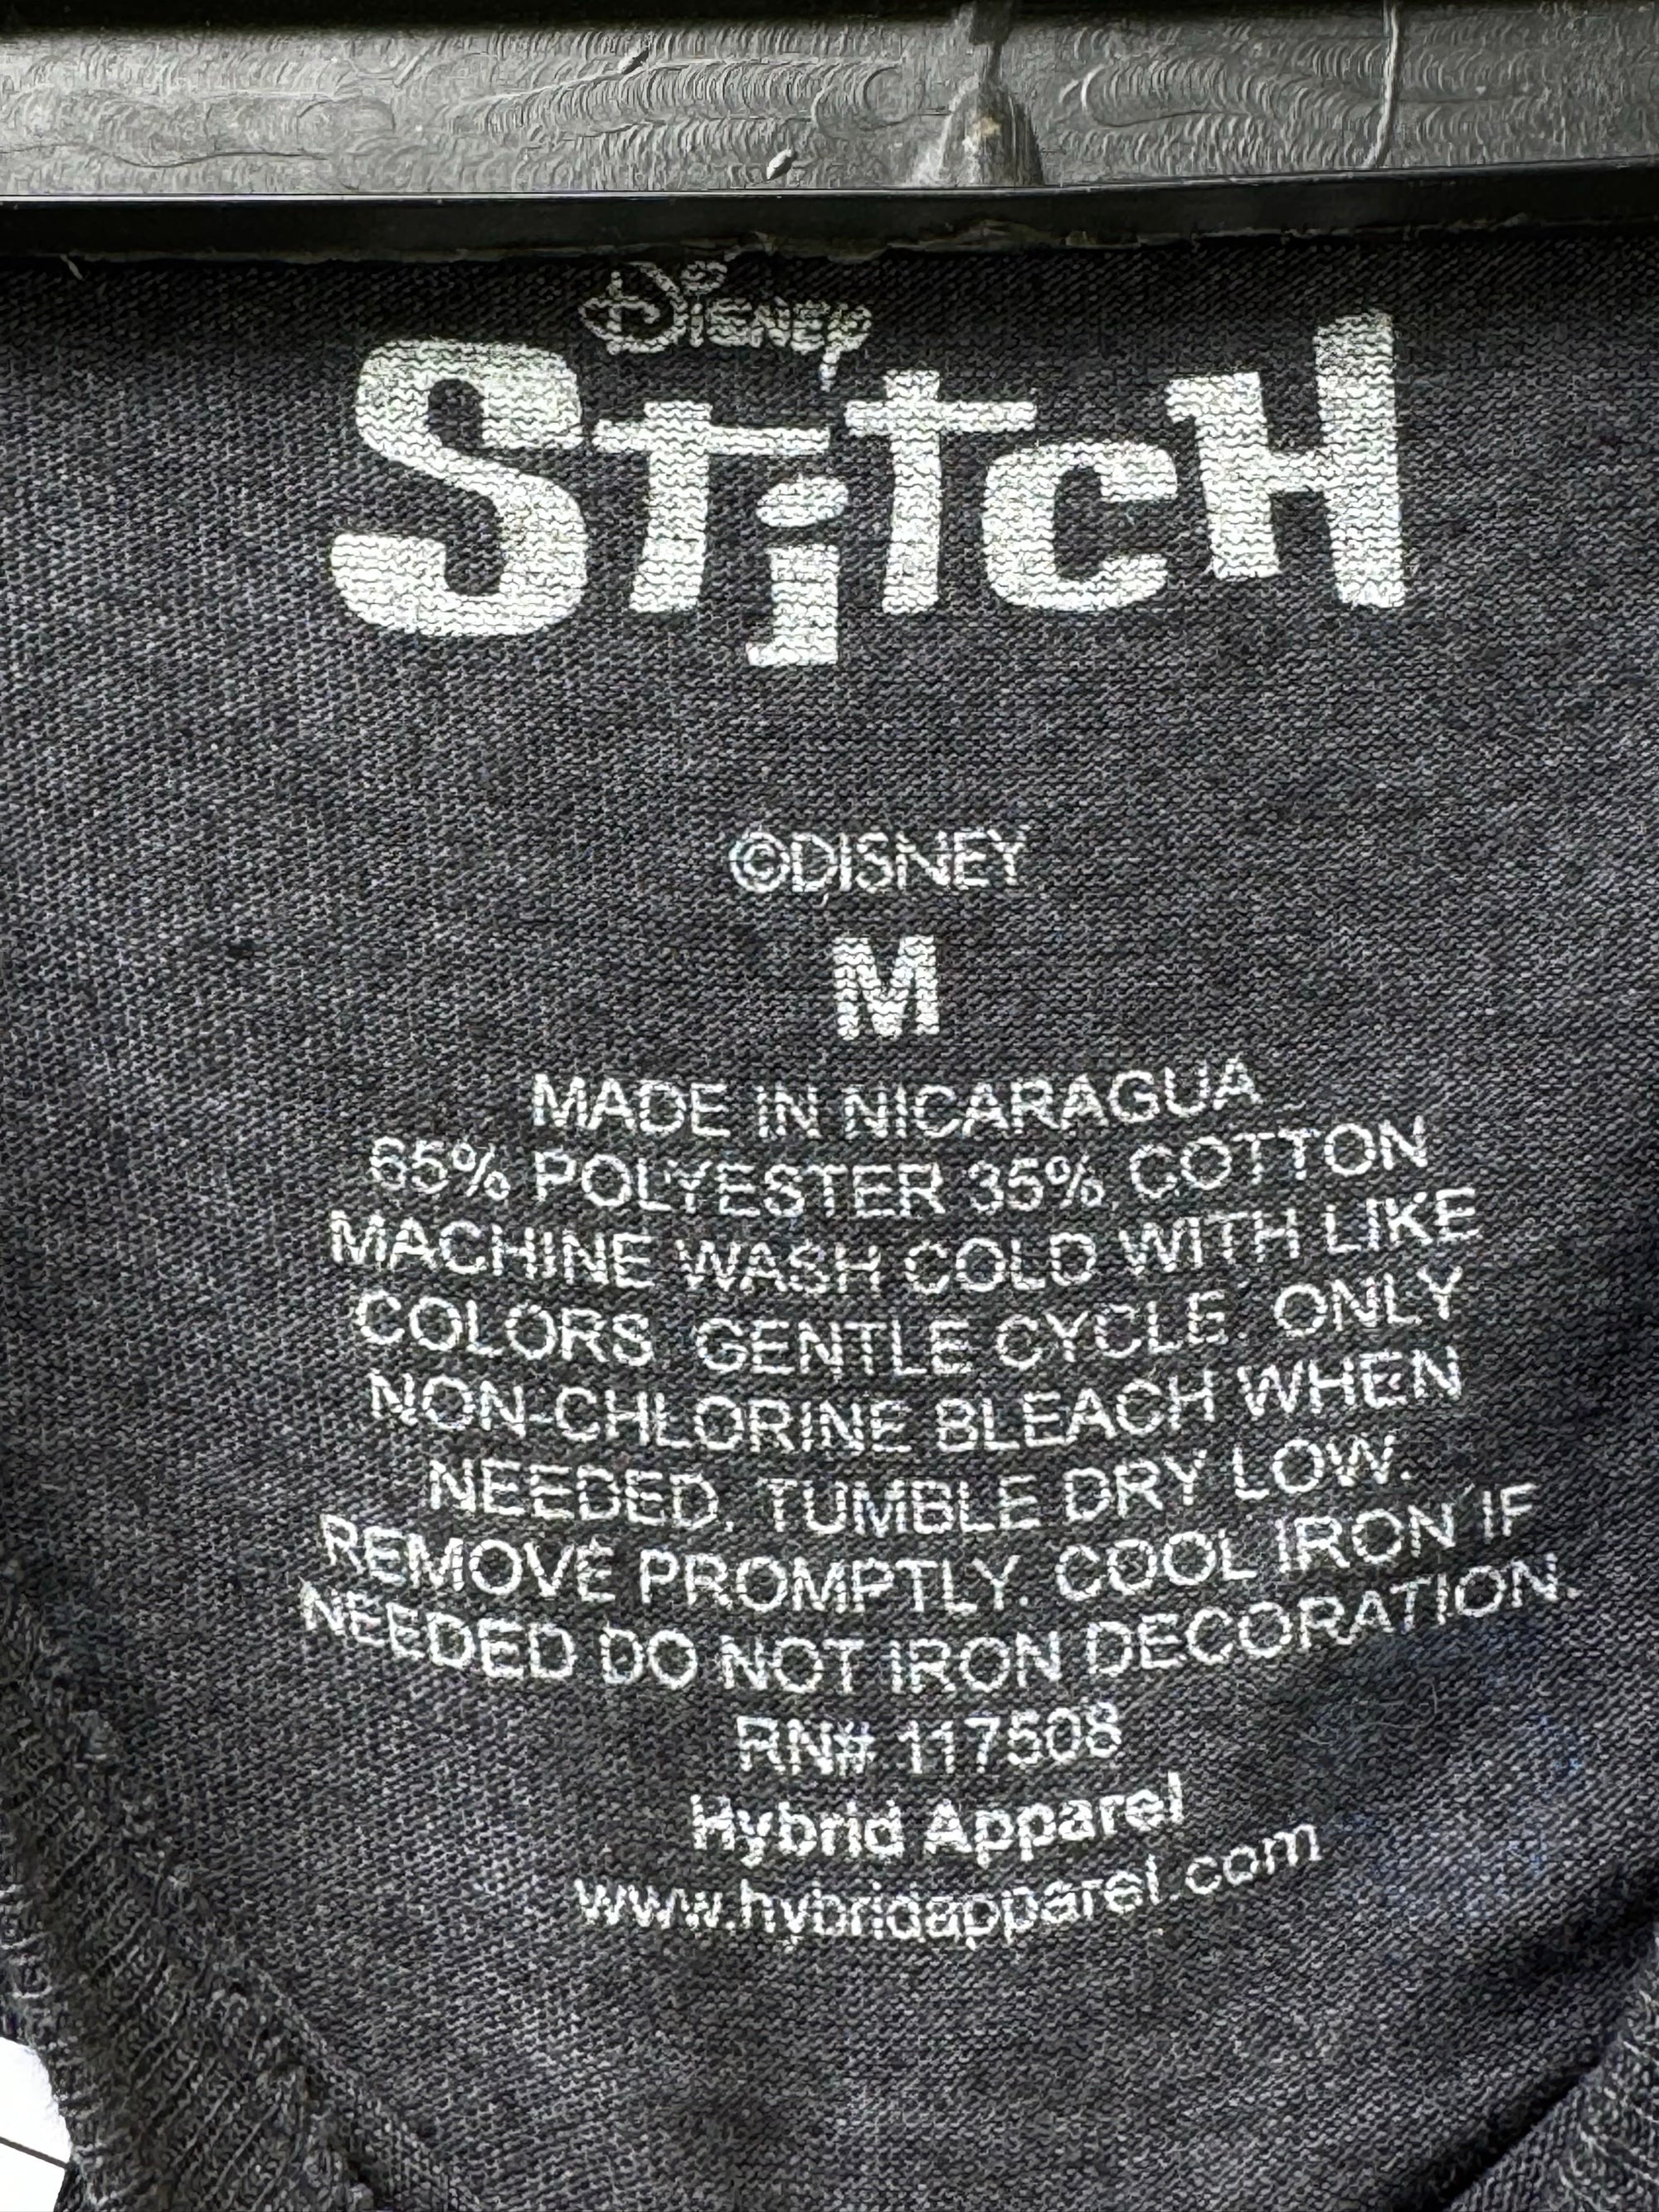 Disney
Stitch
©DISNEY
M
MADE IN NICARAGUA
65% POLYESTER 35% COTTON
MACHINE WASH COLD WITH LIKE
COLORS. GENTLE CYCLE. ONLY
NON-CHLORINE BLEACH WHEN
NEEDED. TUMBLE DRY LOW.
REMOVE PROMPTLY. COOL IRON IF
NEEDED DO NOT IRON DECORATION.
RN# 117508
Hybrid Apparel
www.hybridapparel.com